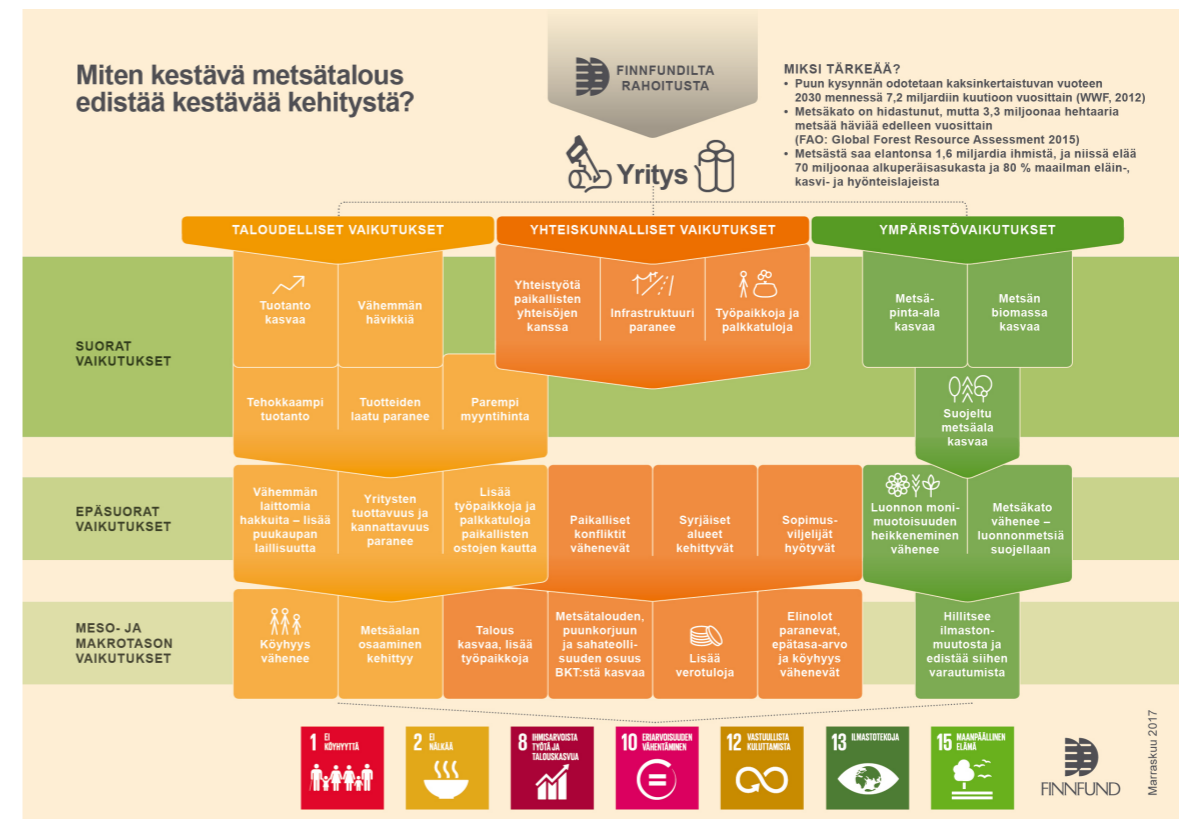 Miten kestävä metsätalous
edistää kestävää kehitystä?
FINNFUNDILTA
RAHOITUSTA
MIKSI TÄRKEÄÄ?
• Puun kysynnän odotetaan kaksinkertaistuvan vuoteen
2030 mennessä 7,2 miljardiin kuutioon vuosittain (WWF, 2012)
• Metsäkato on hidastunut, mutta 3,3 miljoonaa hehtaaria
metsää häviää edelleen vuosittain
(FAO: Global Forest Resource Assessment 2015)
• Metsästä saa elantonsa 1,6 miljardia ihmistä, ja niissä elää
70 miljoonaa alkuperäisasukasta ja 80 % maailman eläin-,
kasvi- ja hyönteislajeista
Yritys
TALOUDELLISET VAIKUTUKSET
YHTEISKUNNALLISET VAIKUTUKSET
YMPÄRISTÖVAIKUTUKSET
SUORAT
VAIKUTUKSET
Tuotanto
kasvaa
Vähemmän
hävikkiä
Yhteistyötä
paikallisten
yhteisöjen
kanssa
Infrastruktuuri
paranee
Työpaikkoja ja
palkkatuloja
Metsä-
pinta-ala
kasvaa
Metsän
biomassa
kasvaa
Tehokkaampi
tuotanto
Tuotteiden
laatu paranee
Parempi
myyntihinta
Suojeltu
metsäala
kasvaa
EPÄSUORAT
VAIKUTUKSET
Vähemmän
laittomia
hakkuita – lisää
puukaupan
laillisuutta
Yritysten
tuottavuus ja
kannattavuus
paranee
Lisää
työpaikkoja ja
palkkatuloja
paikallisten
ostojen kautta
Paikalliset
konfliktit
vähenevät
Syrjäiset
alueet
kehittyvät
Sopimus-
viljelijät
hyötyvät
Luonnon moni-
muotoisuuden
heikkeneminen
vähenee
Metsäkato
vähenee –
luonnonmetsiä
suojellaan
MESO- JA
MAKROTASON
VAIKUTUKSET
Köyhyys
vähenee
Metsäalan
osaaminen
kehittyy
Talous
kasvaa, lisää
työpaikkoja
Metsätalouden,
puunkorjuun
ja sahateolli-
suuden osuus
BKT:stä kasvaa
Lisää
verotuloja
Elinolot
paranevat,
epätasa-arvo
ja köyhyys
vähenevät
Hillitsee
ilmaston-
muutosta ja
edistää siihen
varautumista
1 EI
KÖYHYYTTÄ
2 EI
NÄLKÄÄ
8 IHMISARVOISTA
TYÖTÄ JA
TALOUSKASVUA
10 ERIARVOISUUDEN
VÄHENTÄMINEN
12 VASTUULLISTA
KULUTTAMISTA
13 ILMASTOTEKOJA
15 MAANPÄÄLLINEN
ELÄMÄ
FINNFUND
Marraskuu 2017